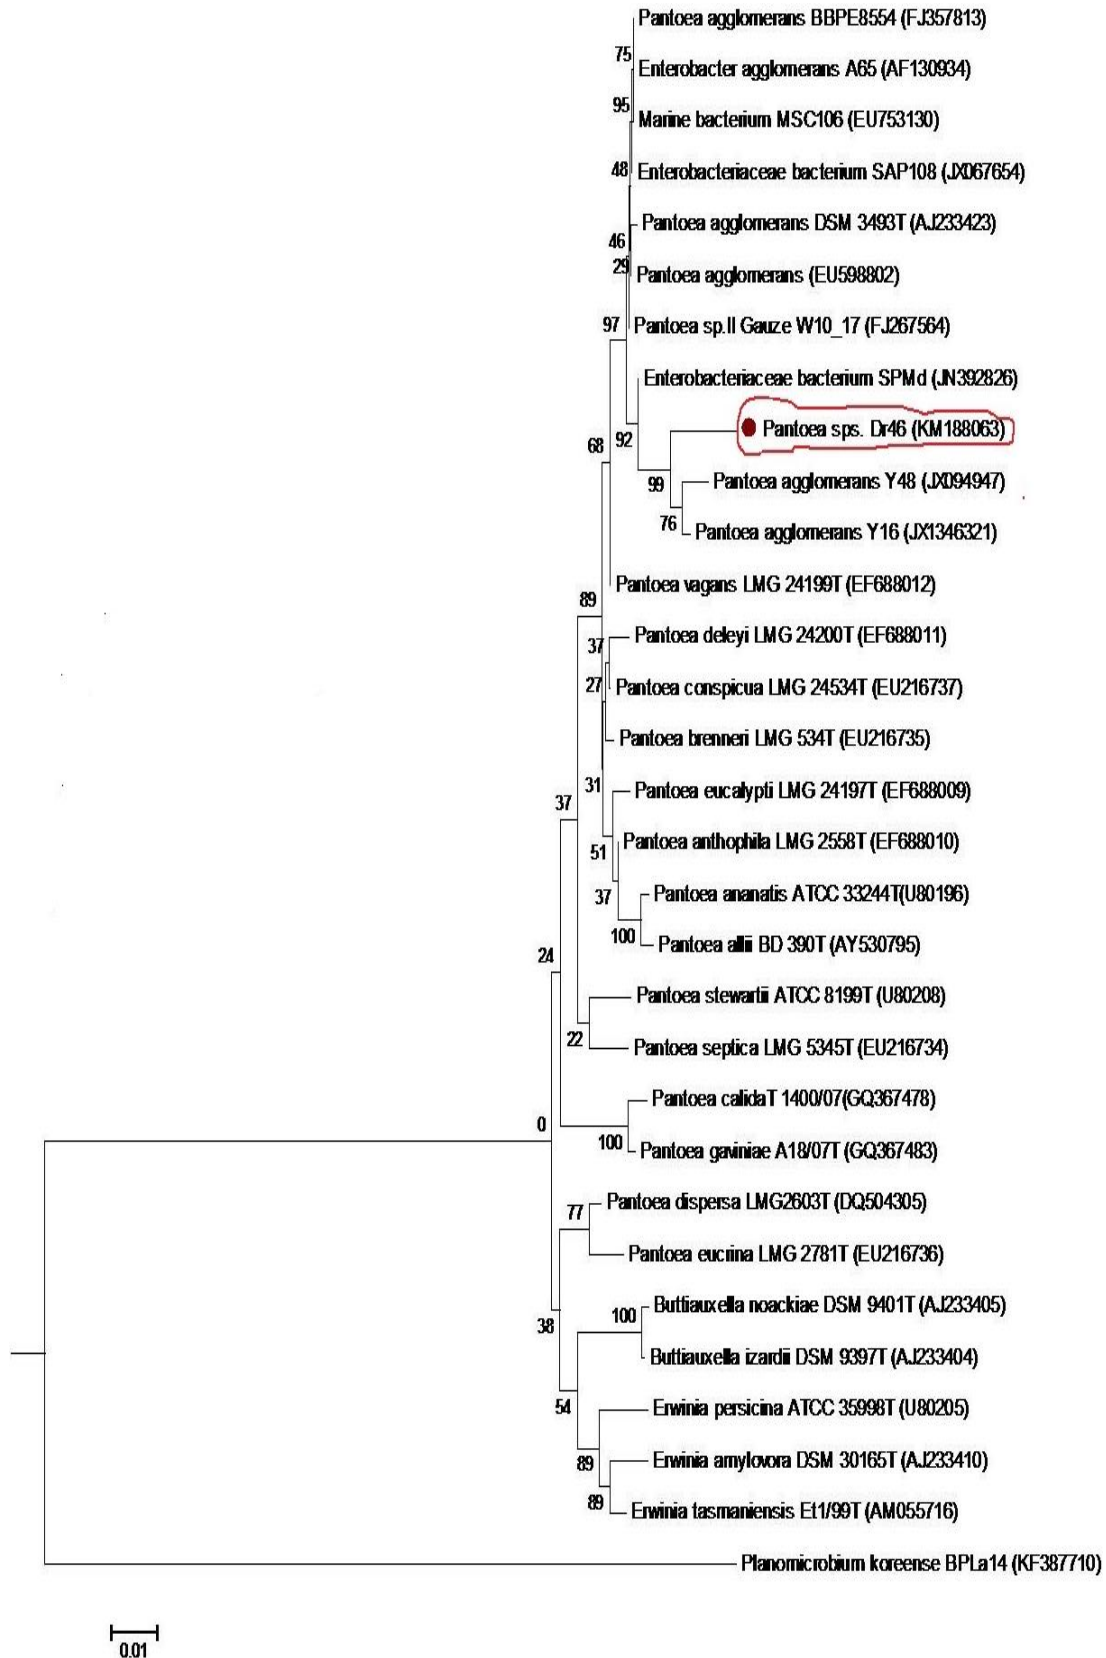 Pantoea agglomerans BBPE8554 (FJ357813)
75
Enterobacter agglomerans A65 (AF130934)
95
Marine bacterium MSC106 (EU753130)
48
Enterobacteriaceae bacterium SAP108 (JX067654)
Pantoea agglomerans DSM 3493T (AJ233423)
46
29
Pantoea agglomerans (EU598802)
97
Pantoea sp.II Gauze W10_17 (FJ267564)
Enterobacteriaceae bacterium SPMd (JN392826)
Pantoea sps. Dr46 (KM188063)
68
92
Pantoea agglomerans Y48 (JX094947)
99
76
Pantoea agglomerans Y16 (JX1346321)
Pantoea vagans LMG 24199T (EF688012)
89
Pantoea deleyi LMG 24200T (EF688011)
37
27
Pantoea conspicua LMG 24534T (EU216737)
Pantoea brenneri LMG 534T (EU216735)
31
Pantoea eucalypti LMG 24197T (EF688009)
37
Pantoea anthophila LMG 2558T (EF688010)
51
Pantoea ananatis ATCC 33244T(U80196)
37
100
Pantoea allii BD 390T (AY530795)
24
Pantoea stewartii ATCC 8199T (U80208)
22
Pantoea septica LMG 5345T (EU216734)
Pantoea calidaT 1400/07(GQ367478)
0
100
Pantoea gaviniae A18/07T (GQ367483)
Pantoea dispersa LMG2603T (DQ504305)
77
Pantoea eucrina LMG 2781T (EU216736)
Buttiauxella noackiae DSM 9401T (AJ233405)
100
38
Buttiauxella izardii DSM 9397T (AJ233404)
54
Erwinia persicina ATCC 35998T (U80205)
Erwinia amylovora DSM 30165T (AJ233410)
89
89
Erwinia tasmaniensis Et1/99T (AM055716)
Planomicrobium koreense BPLa14 (KF387710)
0.01